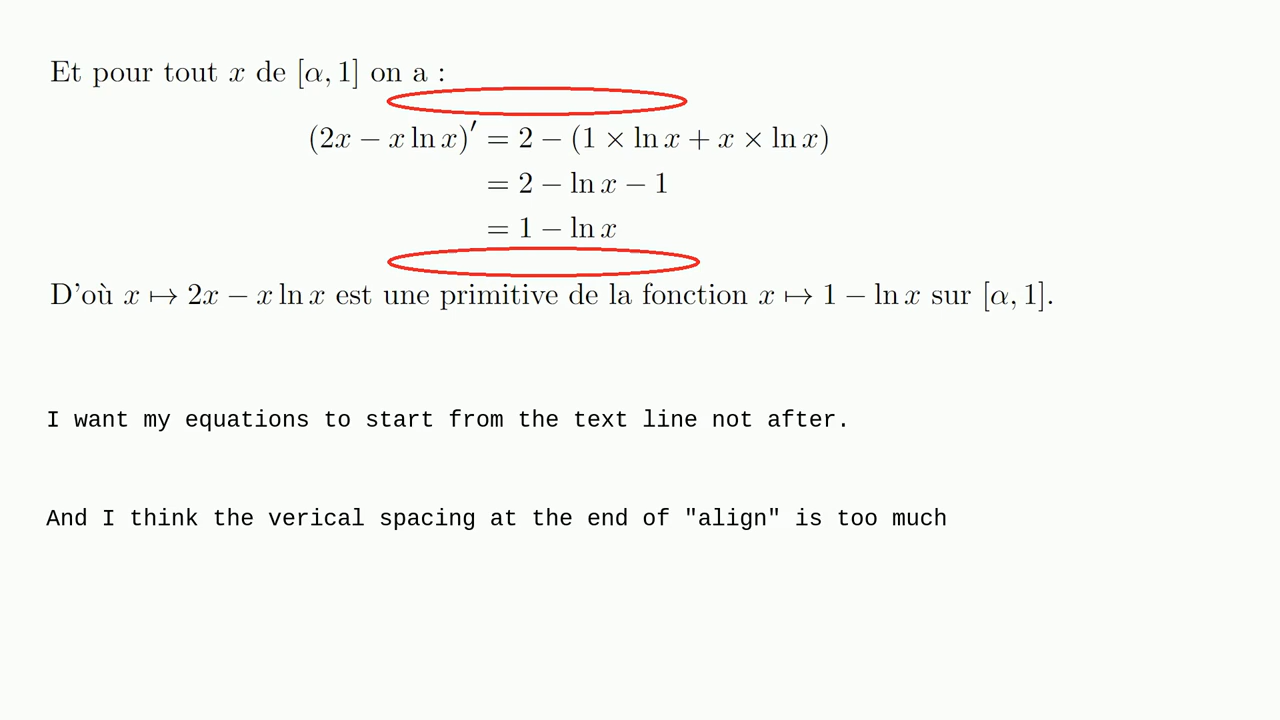 Et pour tout x de [α, 1] on a :
(2x − x ln x)′ = 2 − (1 × ln x + x × ln x)
= 2 − ln x − 1
= 1 − ln x
D'où x ↦ 2x − x ln x est une primitive de la fonction x ↦ 1 − ln x sur [α, 1].
I want my equations to start from the text line not after.
And I think the verical spacing at the end of "align" is too much